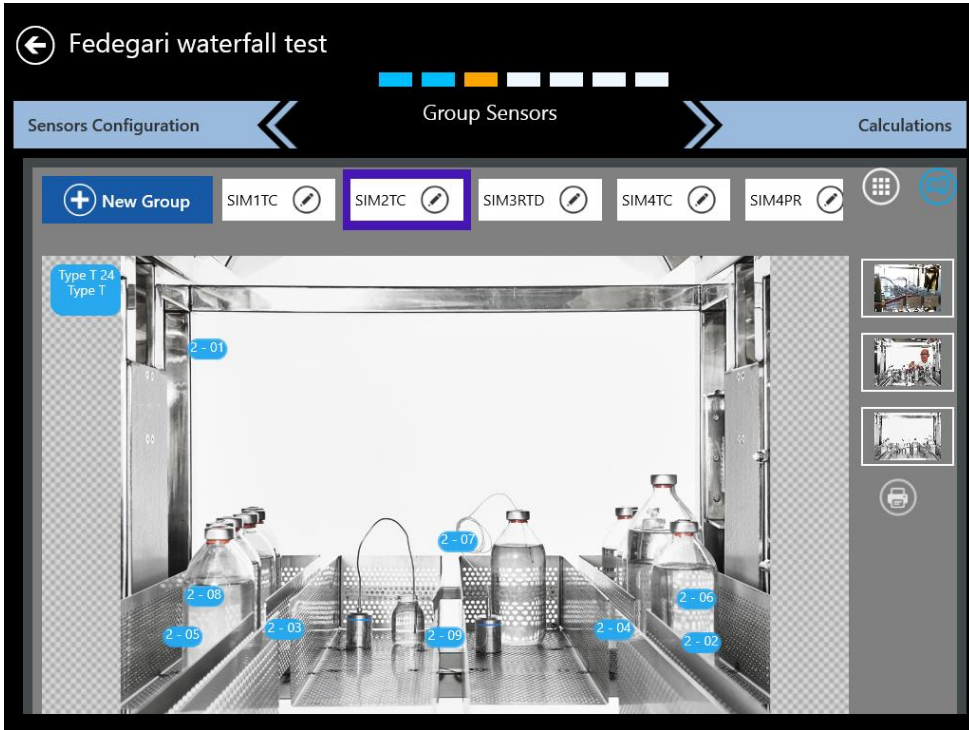 Fedegari waterfall test
Sensors Configuration
Group Sensors
Calculations
New Group
SIM1TC
SIM2TC
SIM3RTD
SIM4TC
SIM4PR
Type T 24
Type T
2 - 01
2 - 07
2 - 08
2 - 06
2 - 05
2 - 03
2 - 09
2 - 04
2 - 02